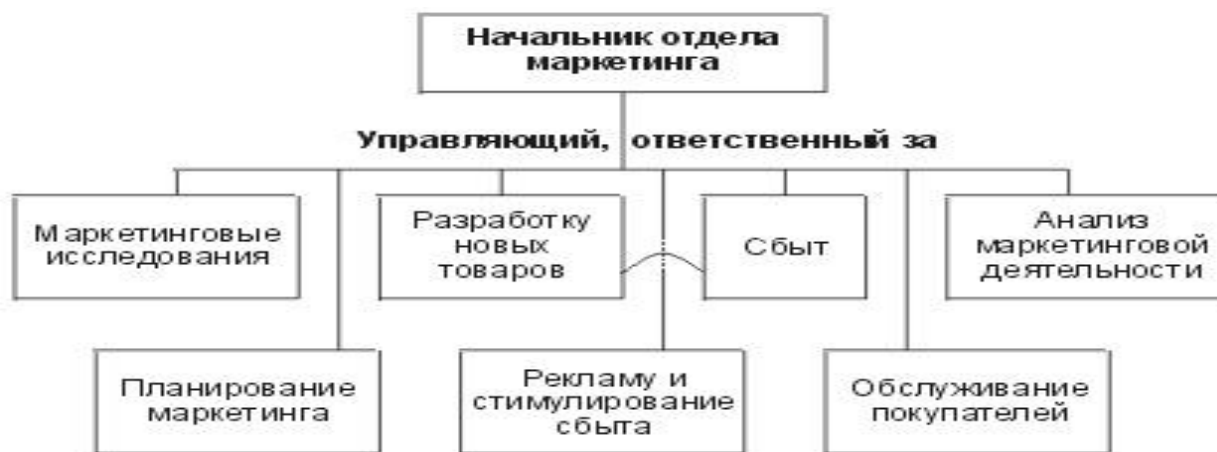 Начальник отдела
маркетинга
Управляющий, ответственный за
Маркетинговые
исследования
Разработку
новых
товаров
Сбыт
Анализ
маркетинговой
деятельности
Планирование
маркетинга
Рекламу и
стимулирование
сбыта
Обслуживание
покупателей